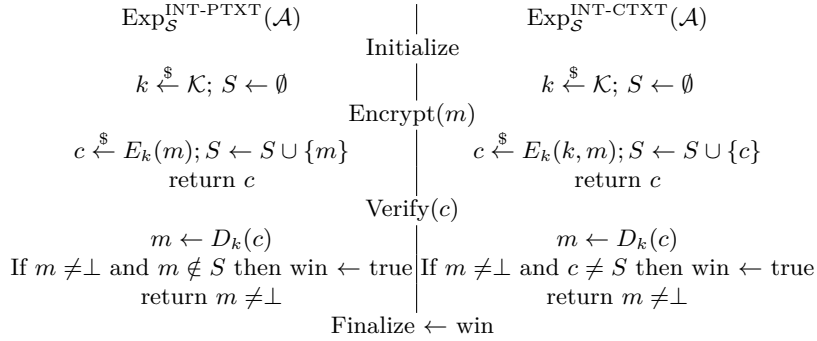 Exp_S^{INT-PTXT}(𝒜) | Exp_S^{INT-CTXT}(𝒜)
Initialize
k ←$ 𝒦; S ← ∅ | k ←$ 𝒦; S ← ∅
Encrypt(m)
c ←$ E_k(m); S ← S ∪ {m} | c ←$ E_k(k, m); S ← S ∪ {c}
return c | return c
Verify(c)
m ← D_k(c) | m ← D_k(c)
If m ≠⊥ and m ∉ S then win ← true | If m ≠⊥ and c ≠ S then win ← true
return m ≠⊥ | return m ≠⊥
Finalize ← win